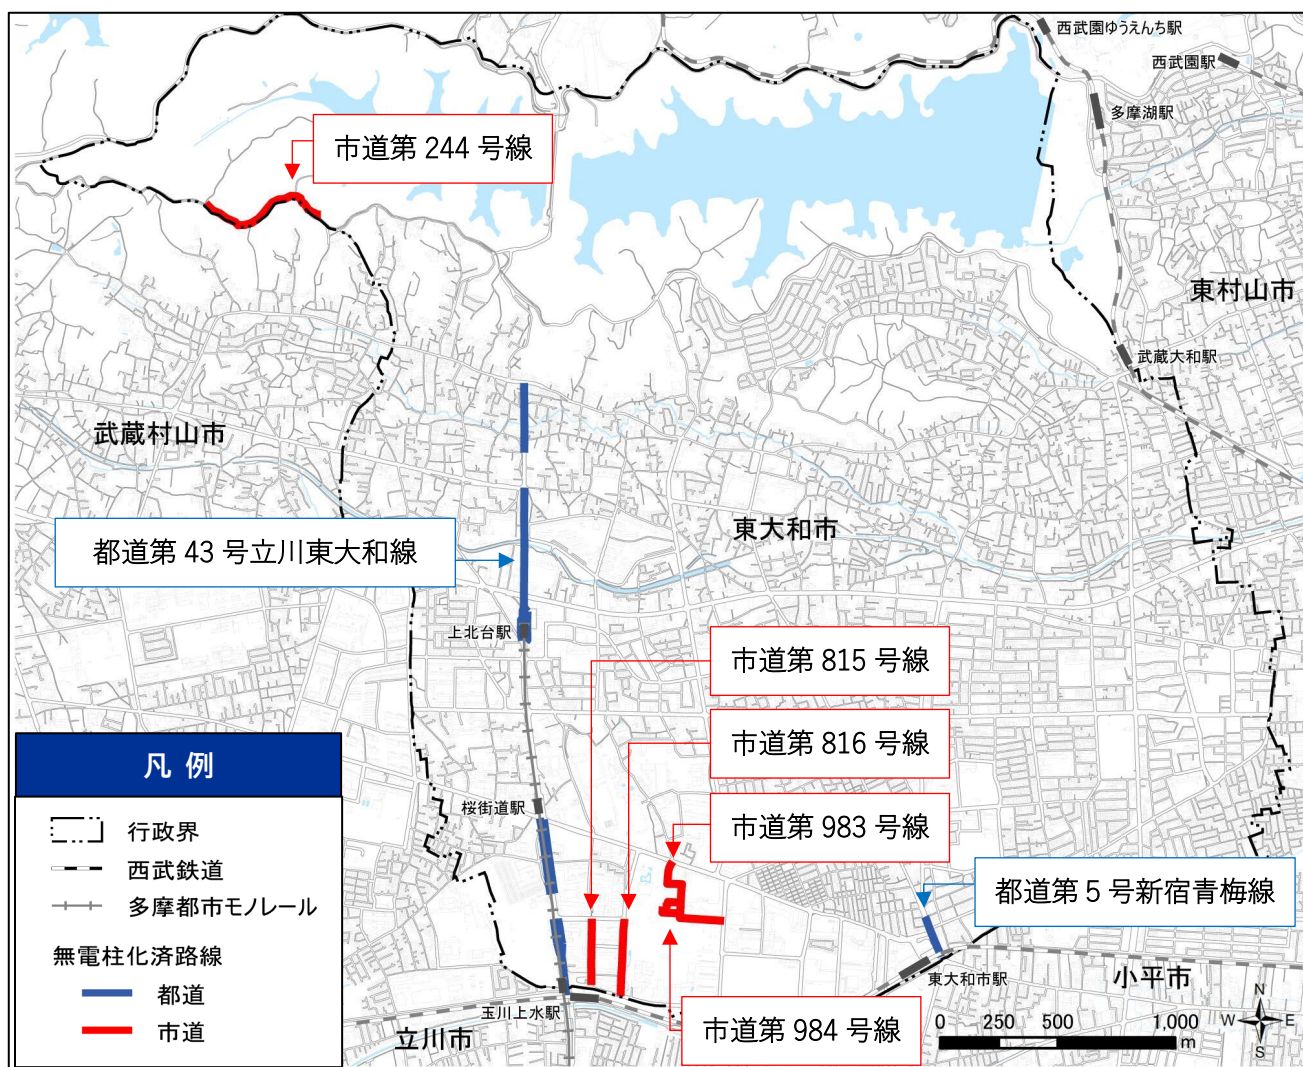 西武園ゆうえんち駅
西武園駅
多摩湖駅
市道第 244 号線
東村山市
武蔵大和駅
武蔵村山市
東大和市
都道第 43 号立川東大和線
上北台駅
市道第 815 号線
市道第 816 号線
桜街道駅
市道第 983 号線
都道第 5 号新宿青梅線
東大和市駅
小平市
玉川上水駅
立川市
市道第 984 号線
凡 例
行政界
西武鉄道
多摩都市モノレール
無電柱化済路線
都道
市道
0 250 500 1,000
m
N
W E
S